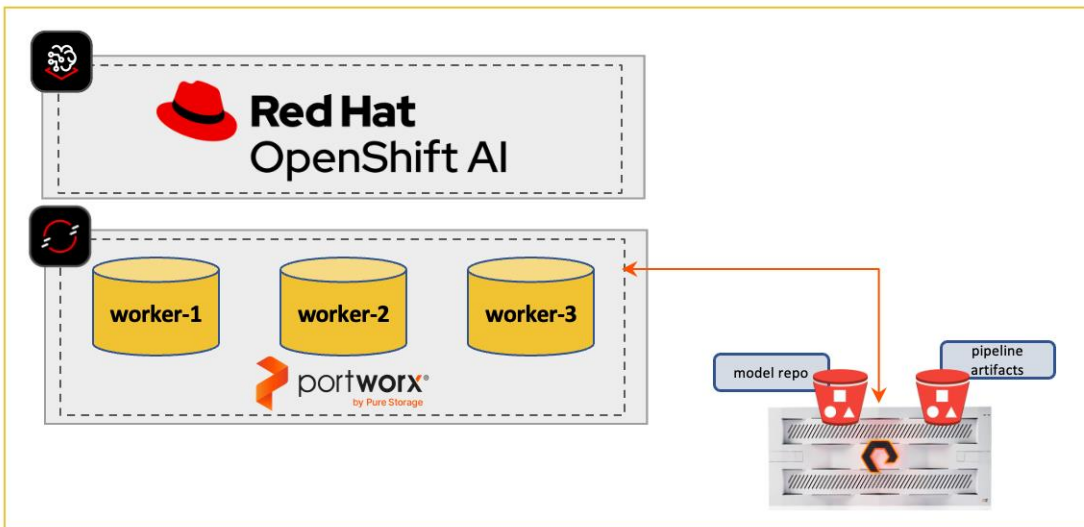 Red Hat
OpenShift AI
worker-1
worker-2
worker-3
portworx®
by Pure Storage
model repo
pipeline
artifacts